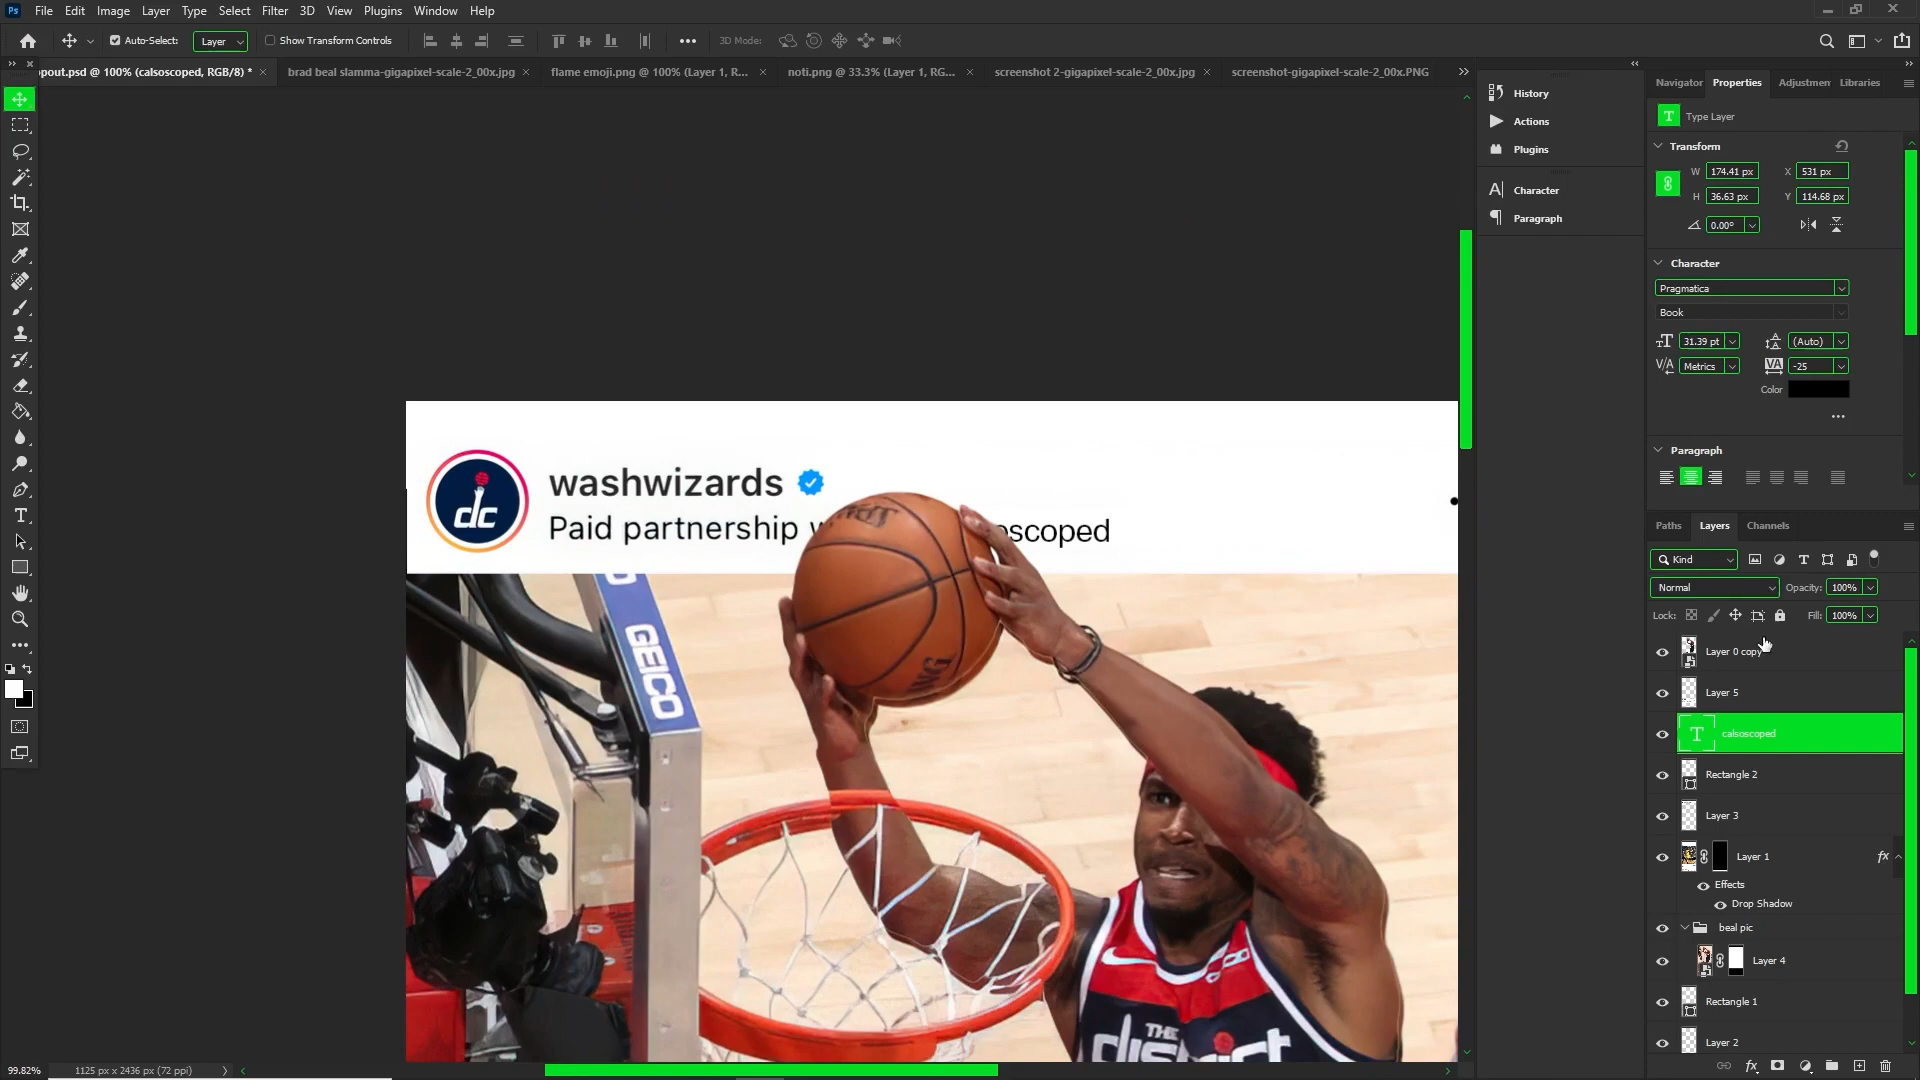 Ps File Edit Image Layer Type Select Filter 3D View Plugins Window Help
Auto-Select: Layer Show Transform Controls 3D Mode:
opout.psd @ 100% (calsoscoped, RGB/8) * brad beal slamma-gigapixel-scale-2_00x.jpg flame emoji.png @ 100% (Layer 1, R... noti.png @ 33.3% (Layer 1, RG... screenshot 2-gigapixel-scale-2_00x.jpg screenshot-gigapixel-scale-2_00x.PNG
History
Actions
Plugins
Character
Paragraph
Navigator Properties Adjustmen Libraries
Type Layer
Transform
W 174.41 px X 531 px
H 36.63 px Y 114.68 px
0.00°
Character
Pragmatica
Book
31.39 pt (Auto)
Metrics -25
Color
Paragraph
Paths Layers Channels
Kind
Normal Opacity: 100%
Lock: Fill: 100%
Layer 0 copy
Layer 5
calsoscoped
Rectangle 2
Layer 3
Layer 1 fx
Effects
Drop Shadow
beal pic
Layer 4
Rectangle 1
Layer 2
washwizards
Paid partnership w
oscoped
dc
GEICO
THE
district
99.82% 1125 px x 2436 px (72 ppi)